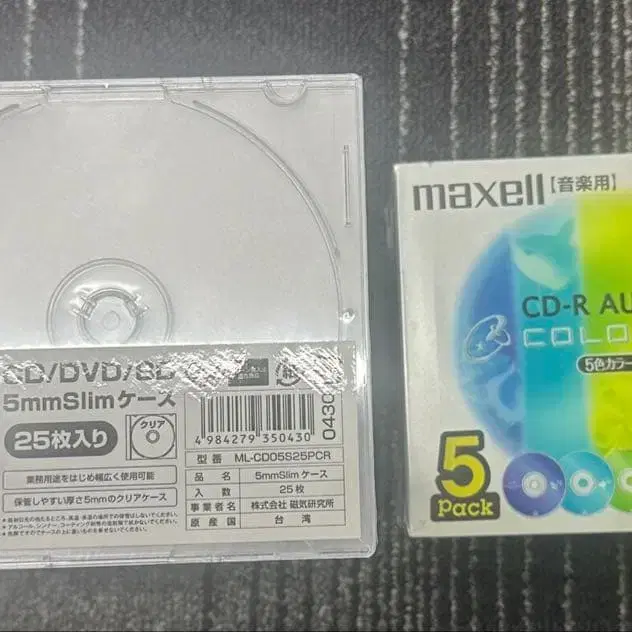 CD/DVD/BD
5mmSlimケース
25枚入り
クリア
業務用途をはじめ幅広く使用可能
保管しやすい厚さ5mmのクリアケース
4 984279 350430
0430
型番 ML-CD05S25PCR
品名 5mmSlimケース
入数 25枚
事業者名 株式会社 磁気研究所
原産国 台湾
maxell【音楽用】
CD-R AU
COLO
5色カラー
5
Pack